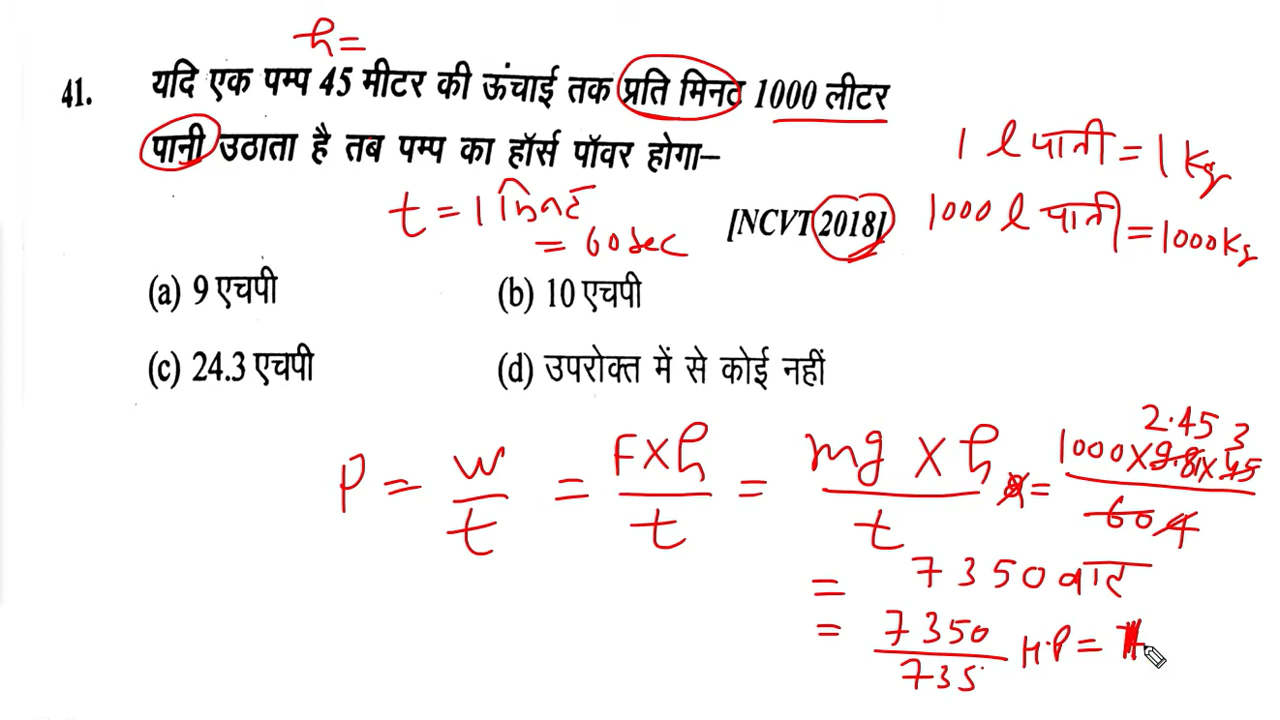 h =
41. यदि एक पम्प 45 मीटर की ऊंचाई तक प्रति मिनट 1000 लीटर
पानी उठाता है तब पम्प का हॉर्स पॉवर होगा–
1 l पानी = 1 kg
t = 1 मिनट
[NCVT 2018]
1000 l पानी = 1000 Kg
= 60 sec
(a) 9 एचपी (b) 10 एचपी
(c) 24.3 एचपी (d) उपरोक्त में से कोई नहीं
2.45 3
P = W/t = F×h/t = mg × h/t = 1000×9.8×45/60 4
= 7350 वाट
= 7350/735 H.P =